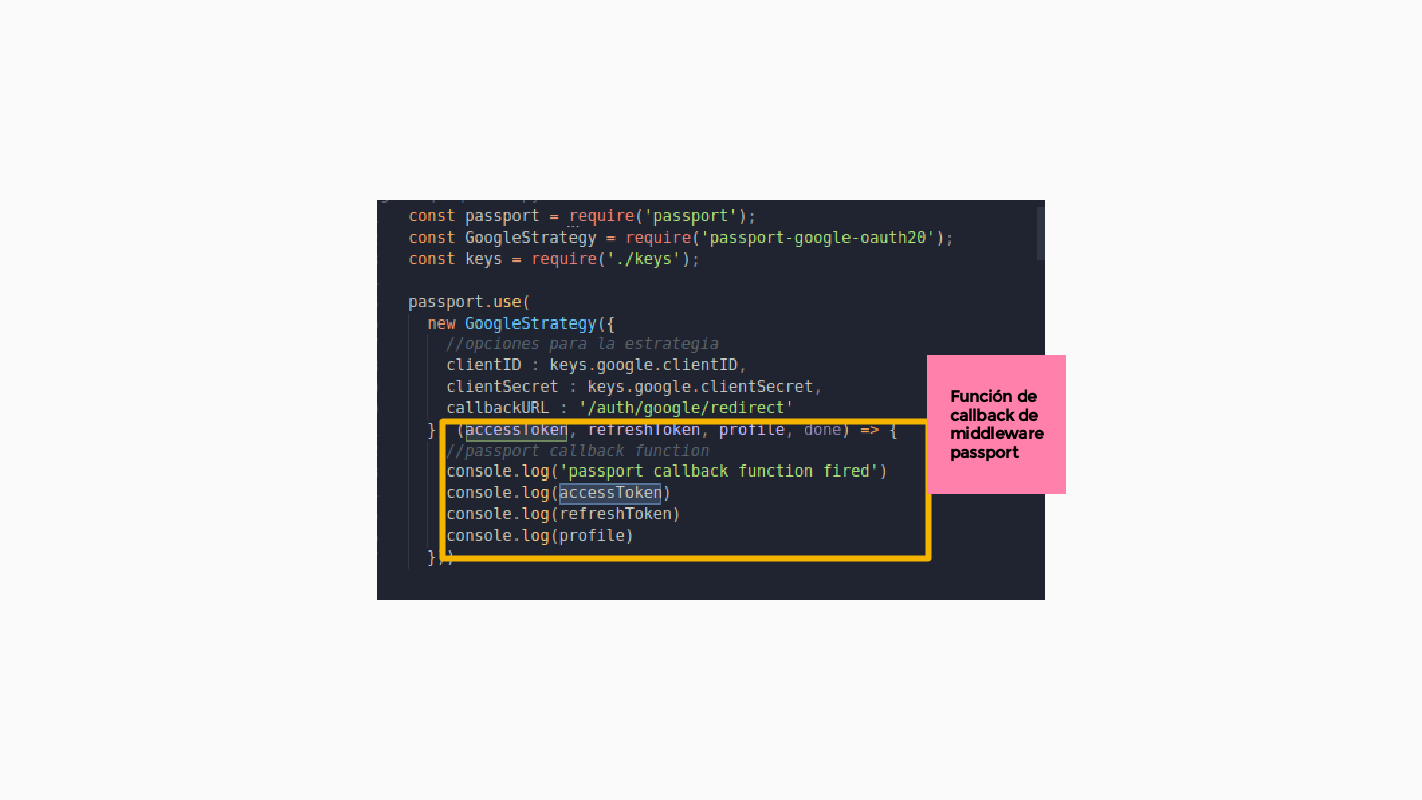 const passport = require('passport');
const GoogleStrategy = require('passport-google-oauth20');
const keys = require('./keys');
passport.use(
new GoogleStrategy({
//opciones para la estrategia
clientID : keys.google.clientID,
clientSecret : keys.google.clientSecret,
callbackURL : '/auth/google/redirect'
} (accessToken, refreshToken, profile, done) => {
//passport callback function
console.log('passport callback function fired')
console.log(accessToken)
console.log(refreshToken)
console.log(profile)
}))
Función de
callback de
middleware
passport